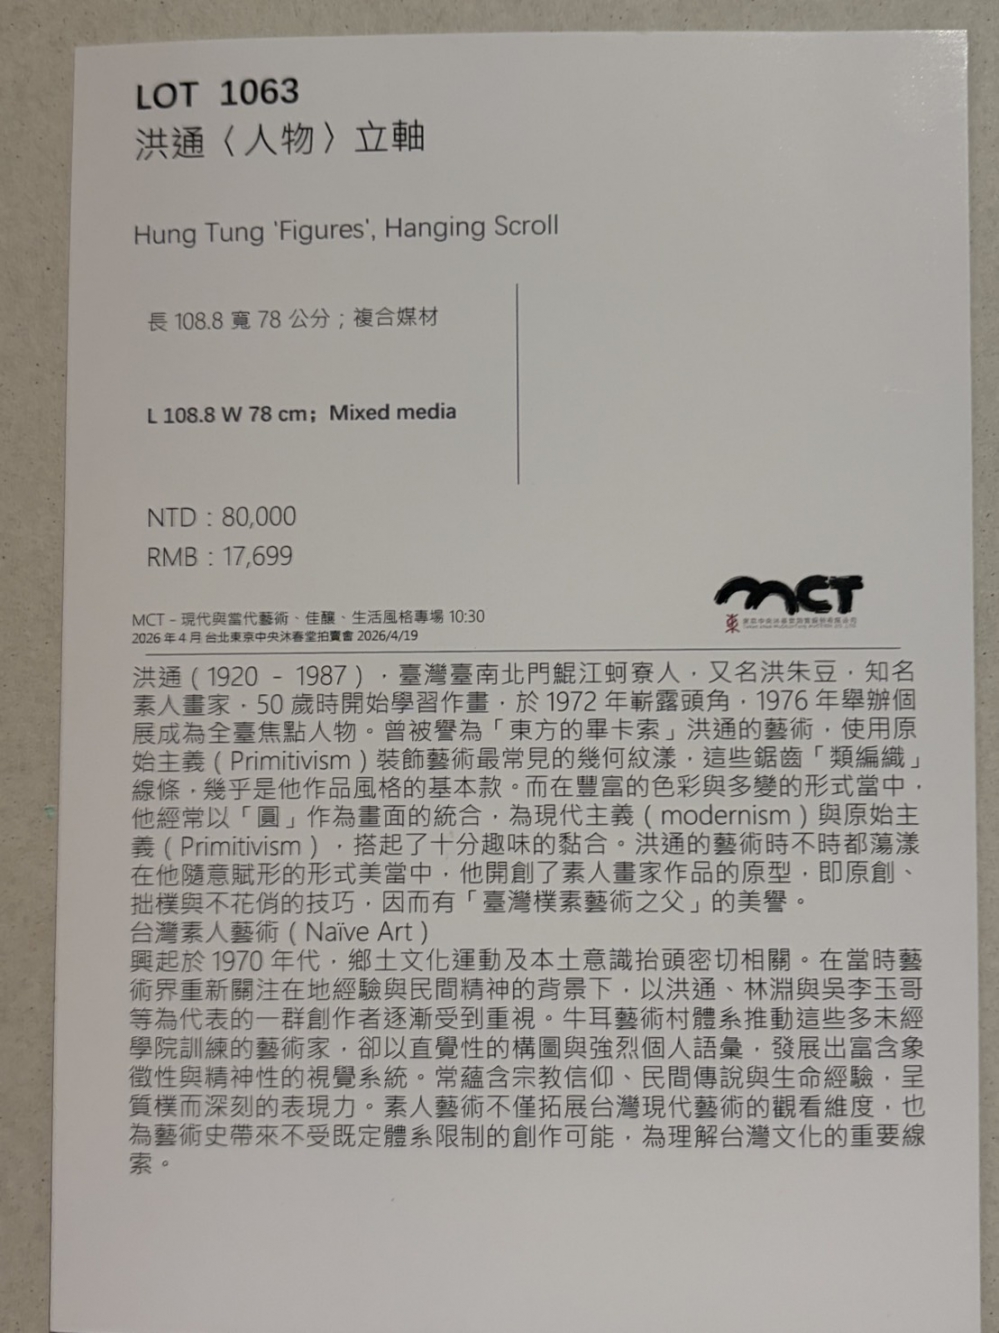 LOT 1063
洪通〈人物〉立軸
Hung Tung 'Figures', Hanging Scroll
長 108.8 寬 78 公分；複合媒材
L 108.8 W 78 cm；Mixed media
NTD：80,000
RMB：17,699
MCT
MCT – 現代與當代藝術、佳釀、生活風格專場 10:30
2026 年 4 月 台北東京中央沐春堂拍賣會 2026/4/19
洪通（1920 - 1987），臺灣臺南北門鯤江蚵寮人，又名洪朱豆，知名
素人畫家，50 歲時開始學習作畫，於 1972 年嶄露頭角，1976 年舉辦個
展成為全臺焦點人物。曾被譽為「東方的畢卡索」洪通的藝術，使用原
始主義（Primitivism）裝飾藝術最常見的幾何紋漾，這些鋸齒「類編織」
線條，幾乎是他作品風格的基本款。而在豐富的色彩與多變的形式當中，
他經常以「圓」作為畫面的統合，為現代主義（modernism）與原始主
義（Primitivism），搭起了十分趣味的黏合。洪通的藝術時不時都蕩漾
在他隨意賦形的形式美當中，他開創了素人畫家作品的原型，即原創、
拙樸與不花俏的技巧，因而有「臺灣樸素藝術之父」的美譽。
台灣素人藝術（Naïve Art）
興起於 1970 年代，鄉土文化運動及本土意識抬頭密切相關。在當時藝
術界重新關注在地經驗與民間精神的背景下，以洪通、林淵與吳李玉哥
等為代表的一群創作者逐漸受到重視。牛耳藝術村體系推動這些多未經
學院訓練的藝術家，卻以直覺性的構圖與強烈個人語彙，發展出富含象
徵性與精神性的視覺系統。常蘊含宗教信仰、民間傳說與生命經驗，呈
質樸而深刻的表現力。素人藝術不僅拓展台灣現代藝術的觀看維度，也
為藝術史帶來不受既定體系限制的創作可能，為理解台灣文化的重要線
索。